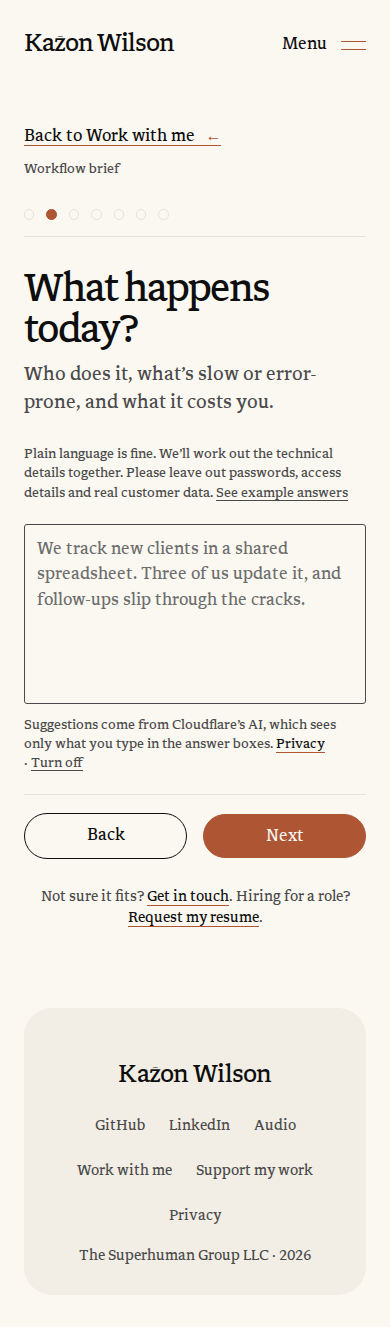 Kažon Wilson
Menu
Back to Work with me ←
Workflow brief
What happens
today?
Who does it, what’s slow or error-
prone, and what it costs you.
Plain language is fine. We’ll work out the technical
details together. Please leave out passwords, access
details and real customer data. See example answers
We track new clients in a shared
spreadsheet. Three of us update it, and
follow-ups slip through the cracks.
Suggestions come from Cloudflare’s AI, which sees
only what you type in the answer boxes. Privacy
· Turn off
Back
Next
Not sure it fits? Get in touch. Hiring for a role?
Request my resume.
Kažon Wilson
GitHub LinkedIn Audio
Work with me Support my work
Privacy
The Superhuman Group LLC · 2026